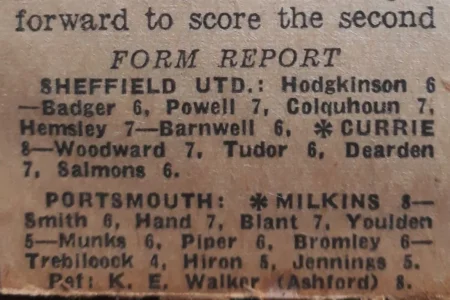 forward to score the second
FORM REPORT
SHEFFIELD UTD.: Hodgkinson 6
—Badger 6, Powell 7, Colquhoun 7,
Hemsley 7—Barnwell 6, ✻ CURRIE
8—Woodward 7, Tudor 6, Dearden
7, Salmons 6.
PORTSMOUTH: ✻ MILKINS 8—
Smith 6, Hand 7, Blant 7, Youlden
5—Munks 6, Piper 6, Bromley 6—
Trebilcock 4, Hiron 5, Jennings 5.
Ref: K. E. Walker (Ashford) 8.